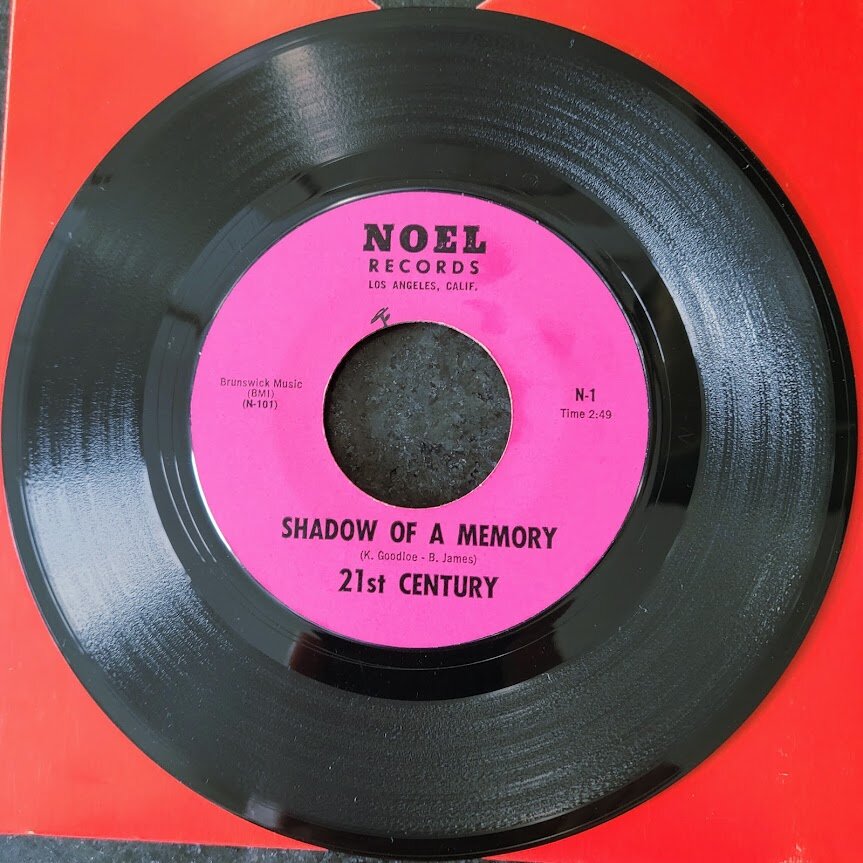 NOEL
RECORDS
LOS ANGELES, CALIF.
Brunswick Music
(BMI)
(N-101)
N-1
Time 2:49
SHADOW OF A MEMORY
(K. Goodloe - B. James)
21st CENTURY